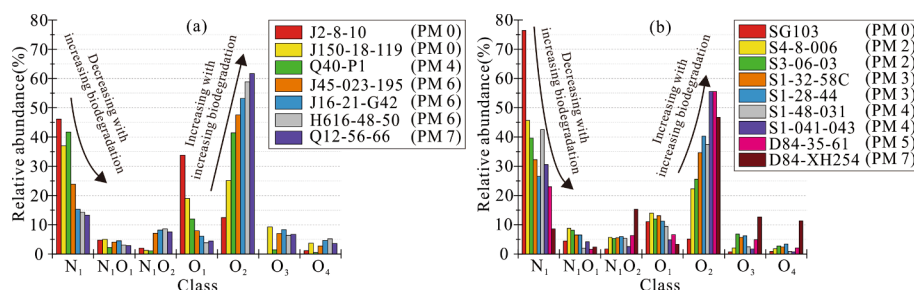 (a)
J2-8-10 (PM 0)
J150-18-119 (PM 0)
Q40-P1 (PM 4)
J45-023-195 (PM 6)
J16-21-G42 (PM 6)
H616-48-50 (PM 6)
Q12-56-66 (PM 7)
Decreasing with
increasing biodegradation
Increasing with
increasing biodegradation
Relative abundance(%)
80
70
60
50
40
30
20
10
0
N₁ N₁O₁ N₁O₂ O₁ O₂ O₃ O₄
Class
(b)
SG103 (PM 0)
S4-8-006 (PM 2)
S3-06-03 (PM 2)
S1-32-58C (PM 3)
S1-28-44 (PM 3)
S1-48-031 (PM 4)
S1-041-043 (PM 4)
D84-35-61 (PM 5)
D84-XH254 (PM 7)
Decreasing with
increasing biodegradation
Increasing with
increasing biodegradation
Relative abundance(%)
80
70
60
50
40
30
20
10
0
N₁ N₁O₁ N₁O₂ O₁ O₂ O₃ O₄
Class